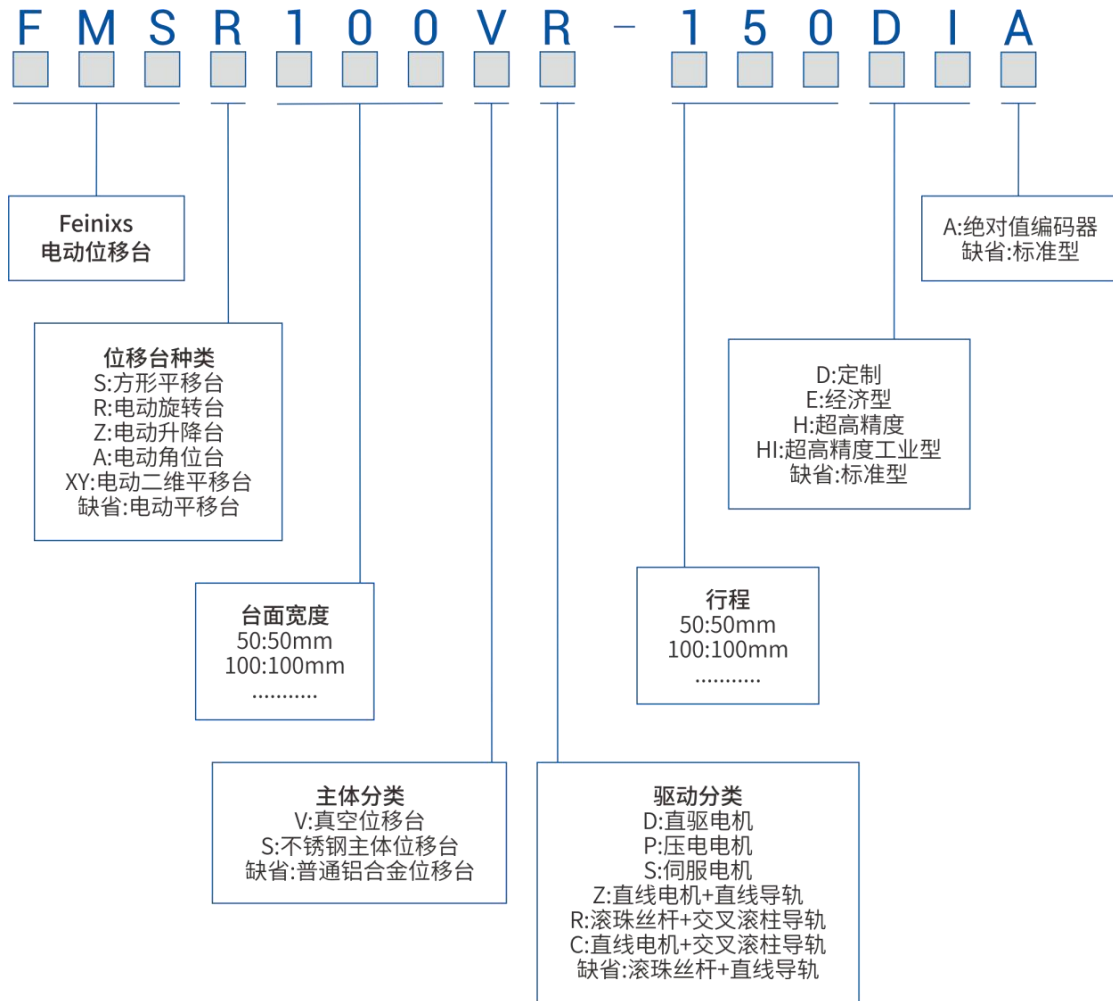 FMSR100VR-150DIA
Feinixs
电动位移台
A:绝对值编码器
缺省:标准型
位移台种类
S:方形平移台
R:电动旋转台
Z:电动升降台
A:电动角位台
XY:电动二维平移台
缺省:电动平移台
D:定制
E:经济型
H:超高精度
HI:超高精度工业型
缺省:标准型
台面宽度
50:50mm
100:100mm
...........
行程
50:50mm
100:100mm
...........
主体分类
V:真空位移台
S:不锈钢主体位移台
缺省:普通铝合金位移台
驱动分类
D:直驱电机
P:压电电机
S:伺服电机
Z:直线电机+直线导轨
R:滚珠丝杆+交叉滚柱导轨
C:直线电机+交叉滚柱导轨
缺省:滚珠丝杆+直线导轨